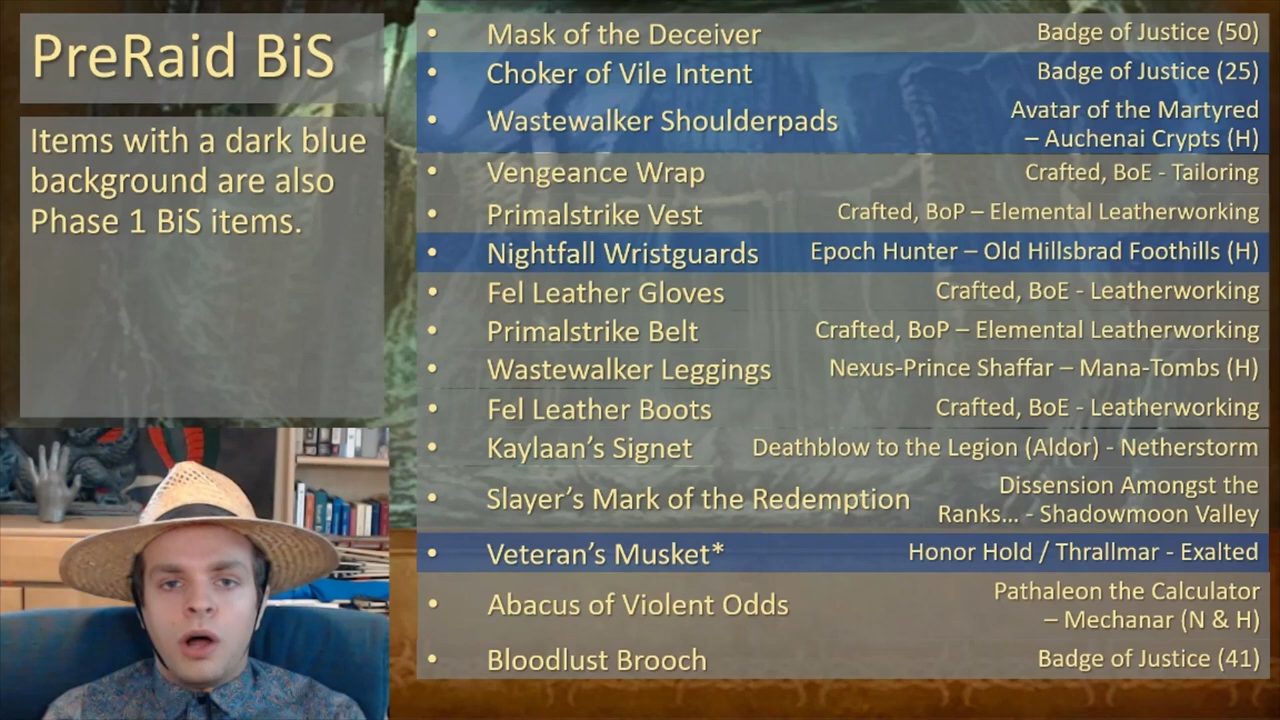 PreRaid BiS
Items with a dark blue
background are also
Phase 1 BiS items.
• Mask of the Deceiver Badge of Justice (50)
• Choker of Vile Intent Badge of Justice (25)
• Wastewalker Shoulderpads Avatar of the Martyred
– Auchenai Crypts (H)
• Vengeance Wrap Crafted, BoE - Tailoring
• Primalstrike Vest Crafted, BoP – Elemental Leatherworking
• Nightfall Wristguards Epoch Hunter – Old Hillsbrad Foothills (H)
• Fel Leather Gloves Crafted, BoE - Leatherworking
• Primalstrike Belt Crafted, BoP – Elemental Leatherworking
• Wastewalker Leggings Nexus-Prince Shaffar – Mana-Tombs (H)
• Fel Leather Boots Crafted, BoE - Leatherworking
• Kaylaan’s Signet Deathblow to the Legion (Aldor) - Netherstorm
• Slayer’s Mark of the Redemption Dissension Amongst the
Ranks... - Shadowmoon Valley
• Veteran’s Musket* Honor Hold / Thrallmar - Exalted
• Abacus of Violent Odds Pathaleon the Calculator
– Mechanar (N & H)
• Bloodlust Brooch Badge of Justice (41)